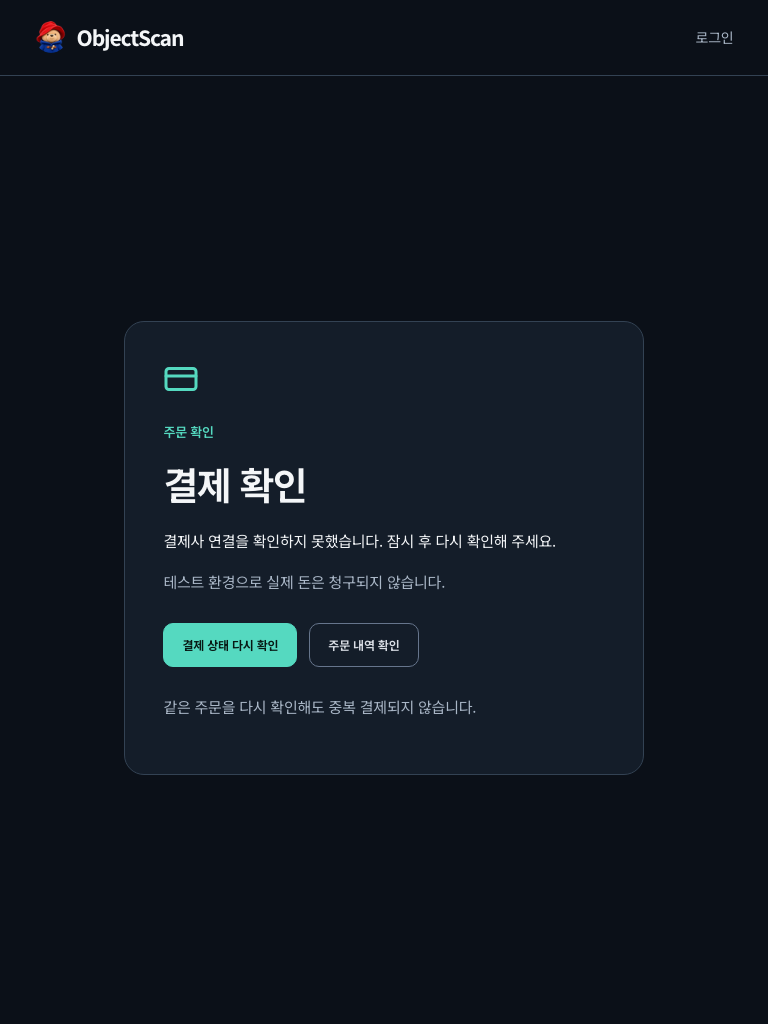 ObjectScan
로그인
주문 확인
결제 확인
결제사 연결을 확인하지 못했습니다. 잠시 후 다시 확인해 주세요.
테스트 환경으로 실제 돈은 청구되지 않습니다.
결제 상태 다시 확인
주문 내역 확인
같은 주문을 다시 확인해도 중복 결제되지 않습니다.